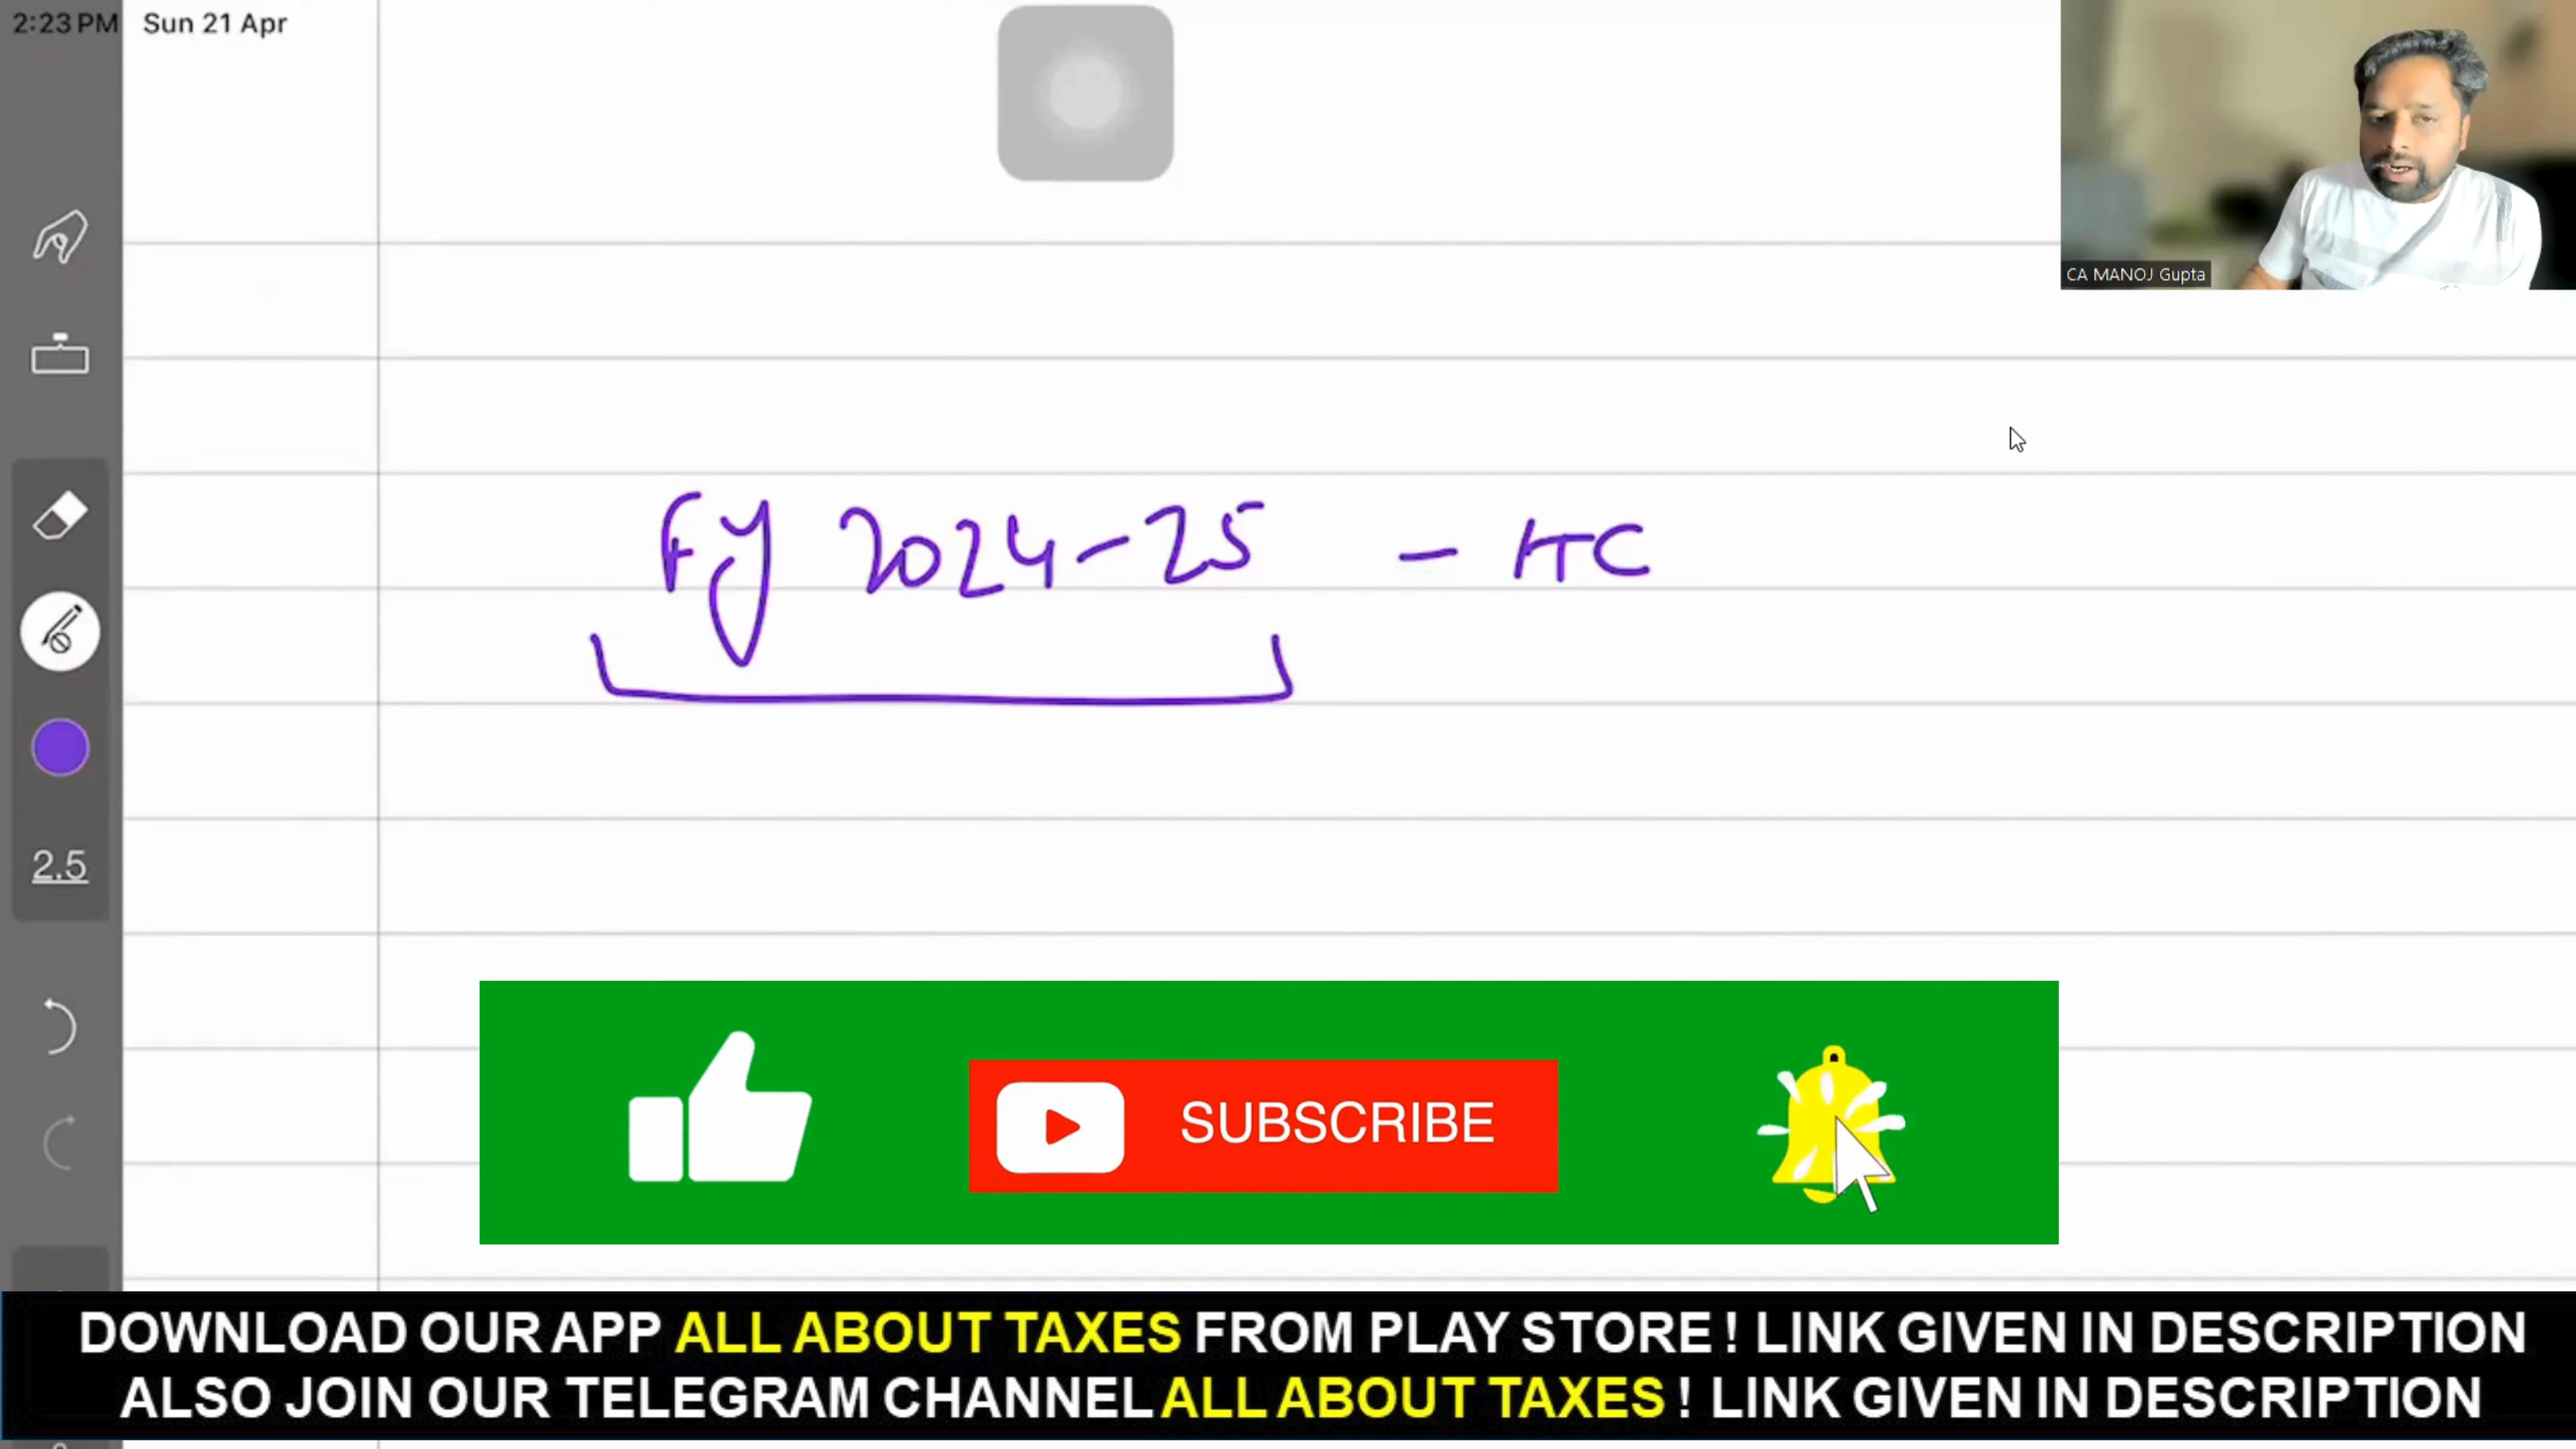 2:23 PM Sun 21 Apr
CA MANOJ Gupta
Fy 2024-25 - ITC
2.5
SUBSCRIBE
DOWNLOAD OUR APP ALL ABOUT TAXES FROM PLAY STORE ! LINK GIVEN IN DESCRIPTION
ALSO JOIN OUR TELEGRAM CHANNEL ALL ABOUT TAXES ! LINK GIVEN IN DESCRIPTION